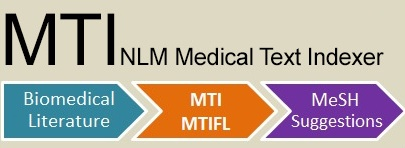 MTI NLM Medical Text Indexer
Biomedical
Literature
MTI
MTIFL
MeSH
Suggestions